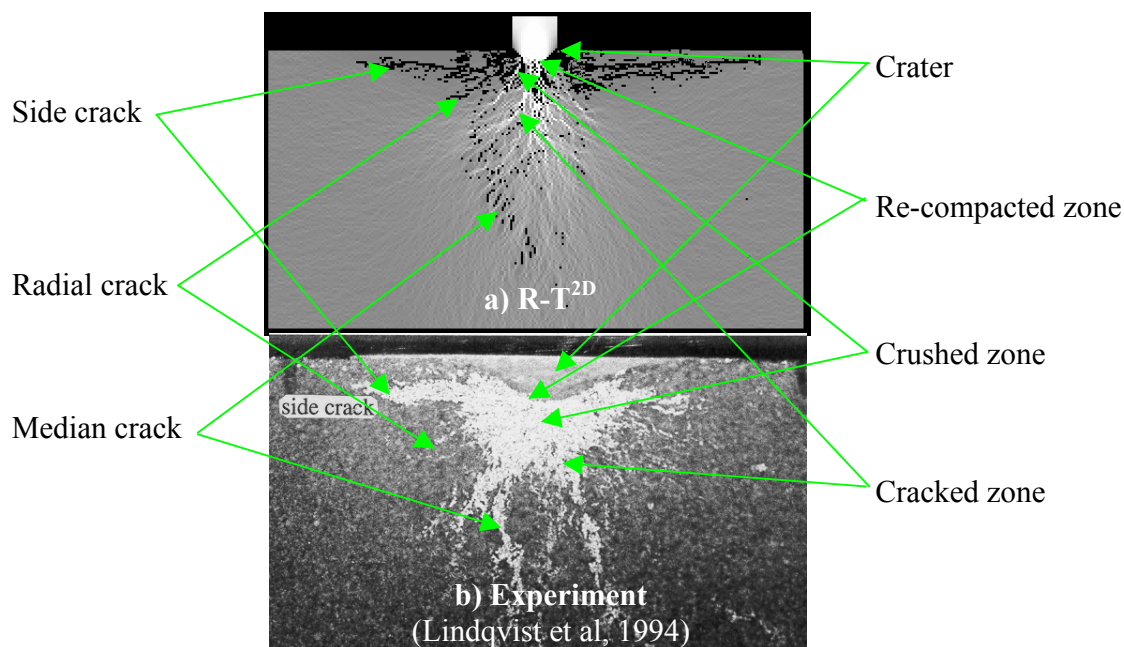 Side crack
Radial crack
Median crack
Crater
Re-compacted zone
Crushed zone
Cracked zone
a) R-T2D
side crack
b) Experiment
(Lindqvist et al, 1994)